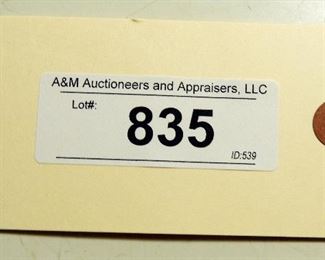 A&M Auctioneers and Appraisers, LLC
Lot#:
835
ID:539